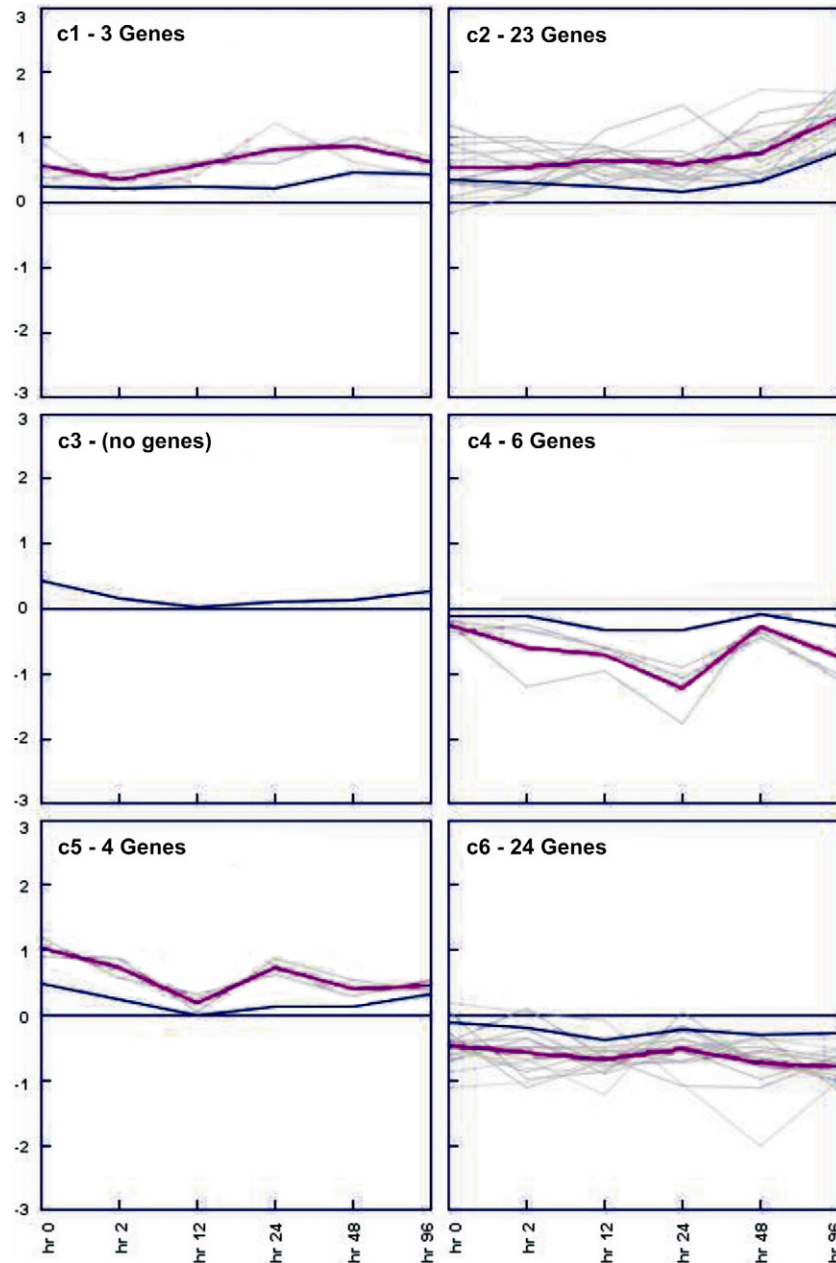 c1 - 3 Genes
c2 - 23 Genes
3
2
1
0
-1
-2
-3
c3 - (no genes)
c4 - 6 Genes
3
2
1
0
-1
-2
-3
c5 - 4 Genes
c6 - 24 Genes
3
2
1
0
-1
-2
-3
hr 0
hr 2
hr 12
hr 24
hr 48
hr 96
hr 0
hr 2
hr 12
hr 24
hr 48
hr 96